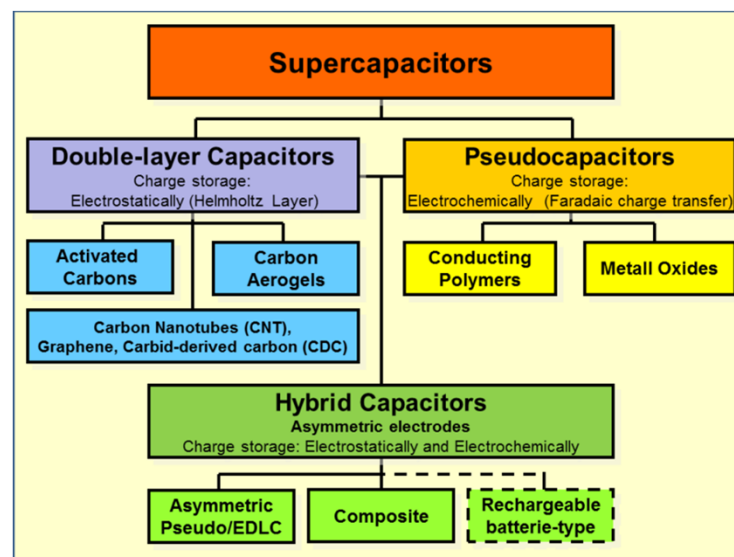 Supercapacitors
Double-layer Capacitors
Charge storage:
Electrostatically (Helmholtz Layer)
Pseudocapacitors
Charge storage:
Electrochemically (Faradaic charge transfer)
Activated
Carbons
Carbon
Aerogels
Conducting
Polymers
Metall Oxides
Carbon Nanotubes (CNT),
Graphene, Carbid-derived carbon (CDC)
Hybrid Capacitors
Asymmetric electrodes
Charge storage: Electrostatically and Electrochemically
Asymmetric
Pseudo/EDLC
Composite
Rechargeable
batterie-type